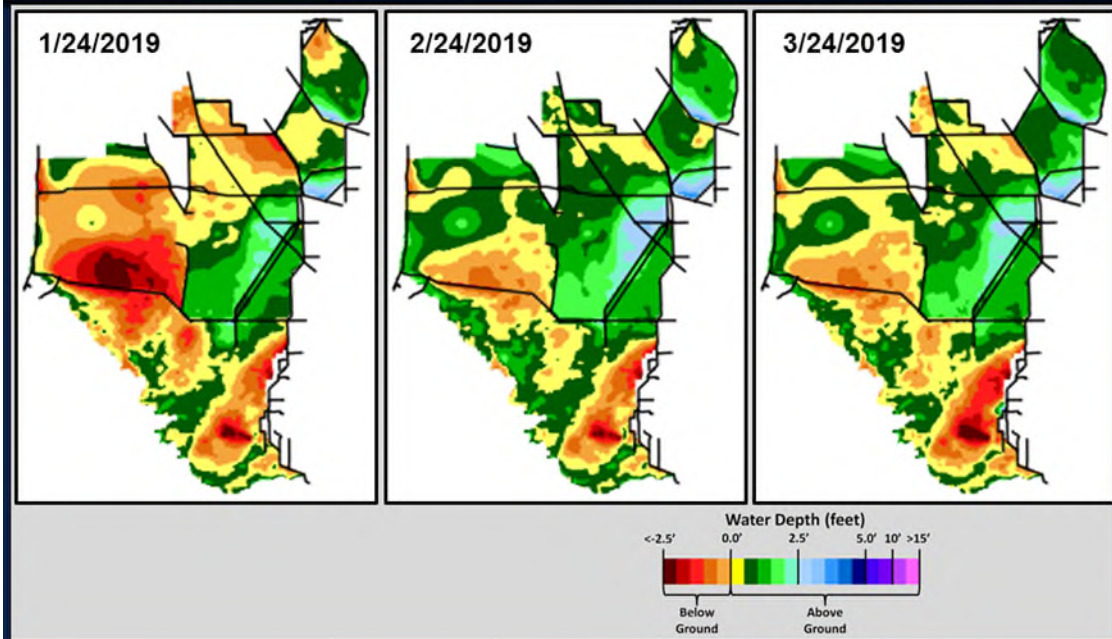 1/24/2019
2/24/2019
3/24/2019
Water Depth (feet)
<-2.5' 0.0' 2.5' 5.0' 10' >15'
Below Above
Ground Ground